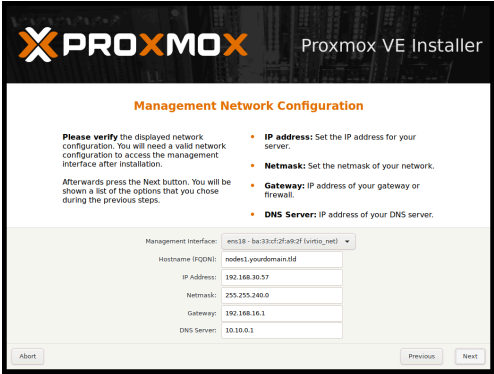 PROXMOX
Proxmox VE Installer
Management Network Configuration
Please verify the displayed network
configuration. You will need a valid network
configuration to access the management
interface after installation.
Afterwards press the Next button. You will be
shown a list of the options that you chose
during the previous steps.
• IP address: Set the IP address for your
server.
• Netmask: Set the netmask of your network.
• Gateway: IP address of your gateway or
firewall.
• DNS Server: IP address of your DNS server.
Management Interface: ens18 - ba:33:cf:2f:a9:2f (virtio_net)
Hostname (FQDN): nodes1.yourdomain.tld
IP Address: 192.168.30.57
Netmask: 255.255.240.0
Gateway: 192.168.16.1
DNS Server: 10.10.0.1
Abort Previous Next